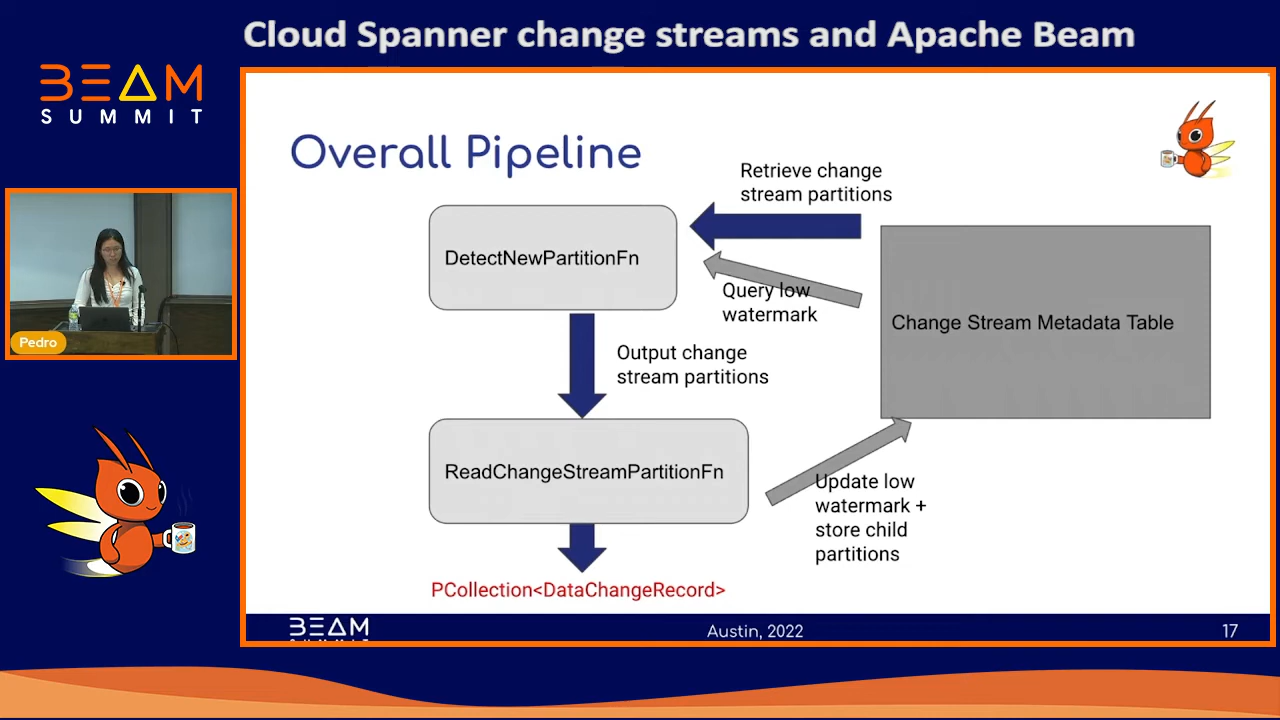 Cloud Spanner change streams and Apache Beam
BEAM
SUMMIT
Overall Pipeline
Retrieve change
stream partitions
DetectNewPartitionFn
Query low
watermark
Change Stream Metadata Table
Output change
stream partitions
ReadChangeStreamPartitionFn
Update low
watermark +
store child
partitions
PCollection<DataChangeRecord>
Pedro
BEAM
Austin, 2022
17